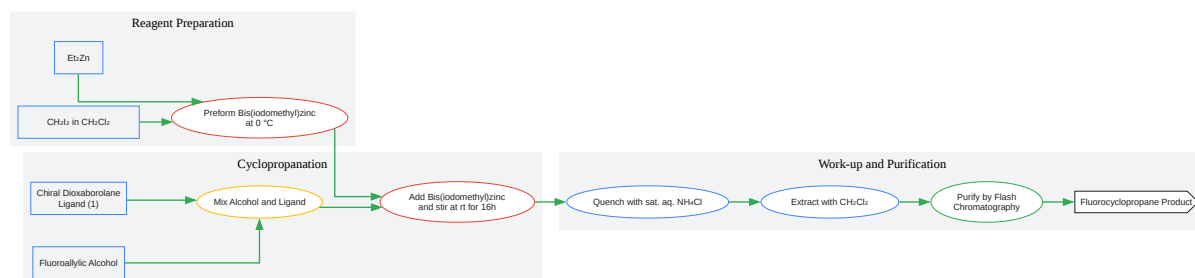 Reagent Preparation
Et₂Zn
CH₂I₂ in CH₂Cl₂
Preform Bis(iodomethyl)zinc
at 0 °C
Cyclopropanation
Chiral Dioxaborolane
Ligand (1)
Mix Alcohol and Ligand
Fluoroallylic Alcohol
Add Bis(iodomethyl)zinc
and stir at rt for 16h
Work-up and Purification
Quench with sat. aq. NH₄Cl
Extract with CH₂Cl₂
Purify by Flash
Chromatography
Fluorocyclopropane Product